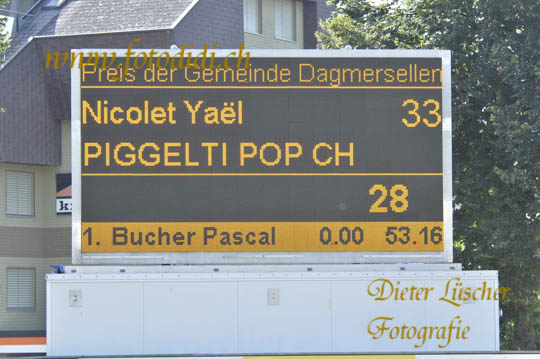 www.fotodidi.ch
Preis der Gemeinde Dagmersellen
Nicolet Yaël 33
PIGGELTI POP CH
28
1. Bucher Pascal 0.00 53.16
Dieter Lüscher
Fotografie